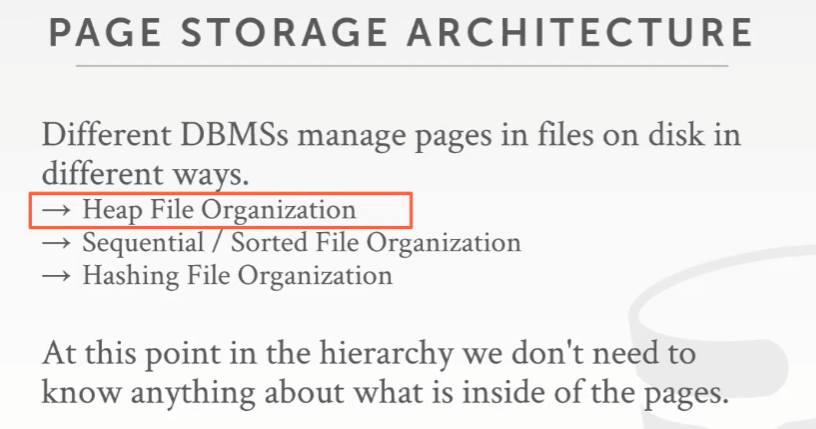 PAGE STORAGE ARCHITECTURE
Different DBMSs manage pages in files on disk in
different ways.
→ Heap File Organization
→ Sequential / Sorted File Organization
→ Hashing File Organization
At this point in the hierarchy we don't need to
know anything about what is inside of the pages.